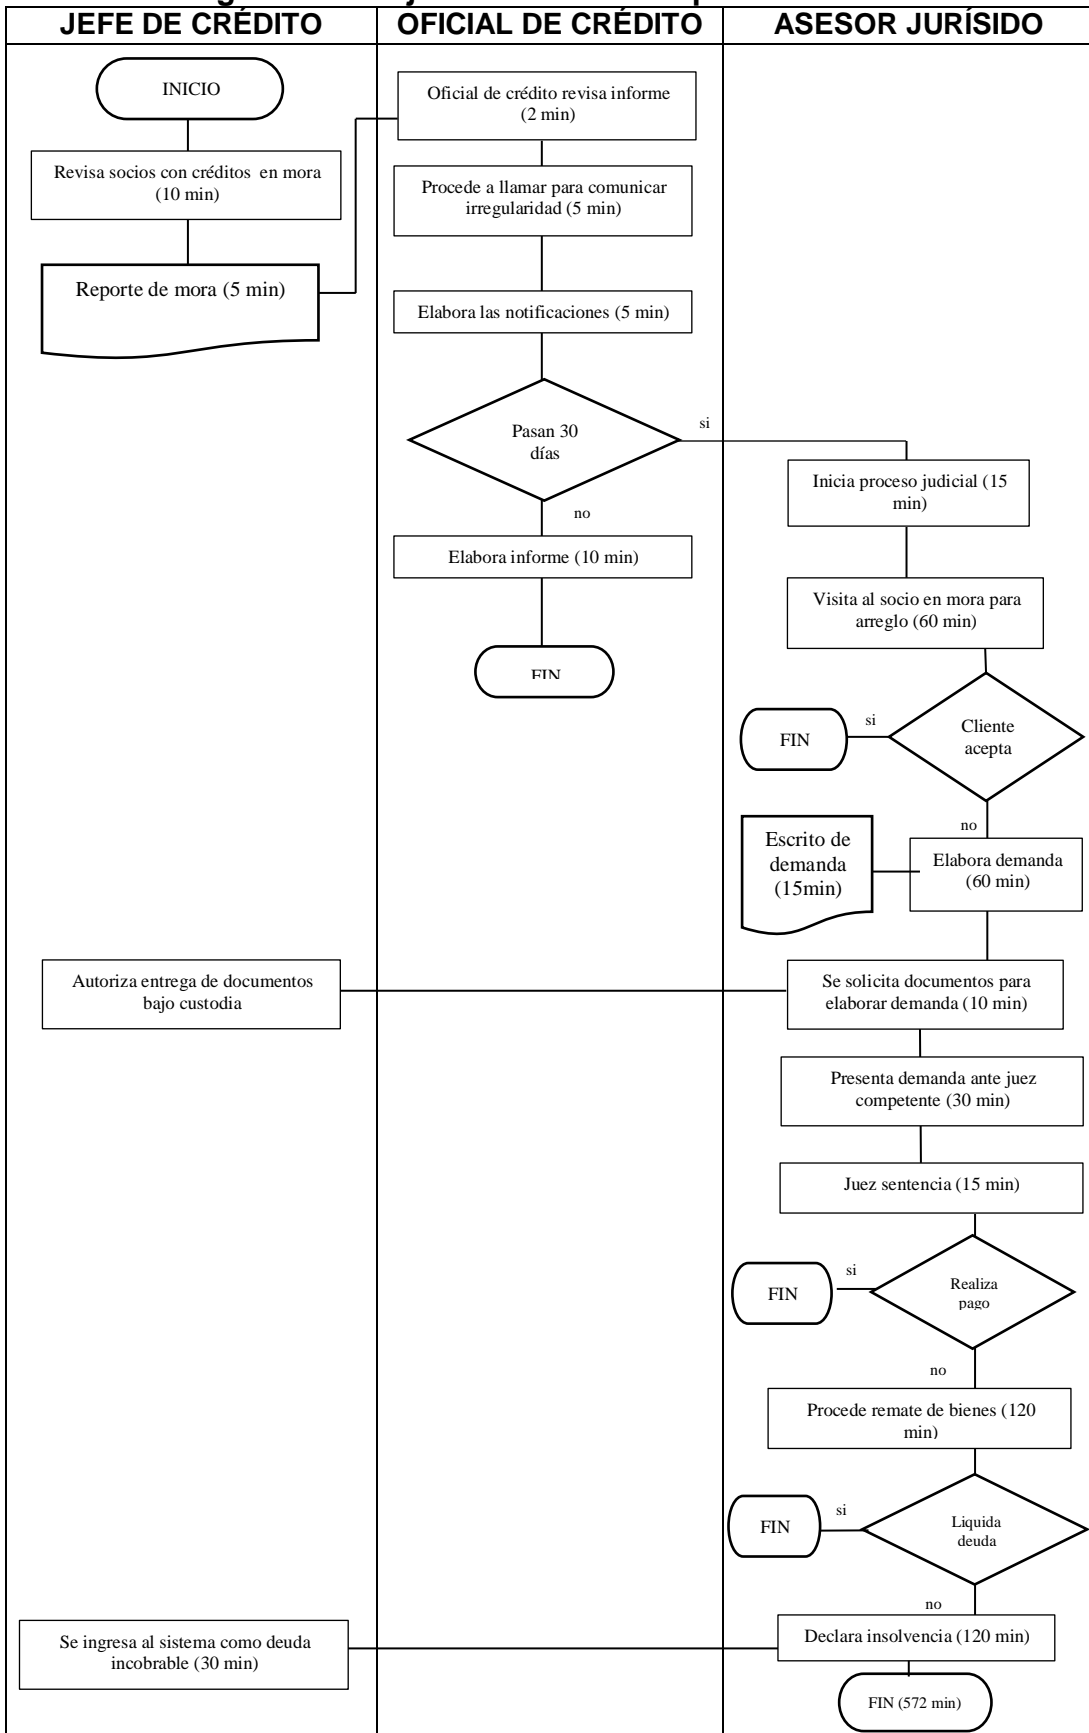 JEFE DE CRÉDITO
OFICIAL DE CRÉDITO
ASESOR JURÍSIDO
INICIO
Revisa socios con créditos en mora
(10 min)
Reporte de mora (5 min)
Oficial de crédito revisa informe
(2 min)
Procede a llamar para comunicar
irregularidad (5 min)
Elabora las notificaciones (5 min)
Pasan 30
días
si
no
Elabora informe (10 min)
FIN
Inicia proceso judicial (15
min)
Visita al socio en mora para
arreglo (60 min)
Cliente
acepta
si
FIN
no
Elabora demanda
(60 min)
Escrito de
demanda
(15min)
Se solicita documentos para
elaborar demanda (10 min)
Autoriza entrega de documentos
bajo custodia
Presenta demanda ante juez
competente (30 min)
Juez sentencia (15 min)
Realiza
pago
si
FIN
no
Procede remate de bienes (120
min)
Liquida
deuda
si
FIN
no
Declara insolvencia (120 min)
Se ingresa al sistema como deuda
incobrable (30 min)
FIN (572 min)